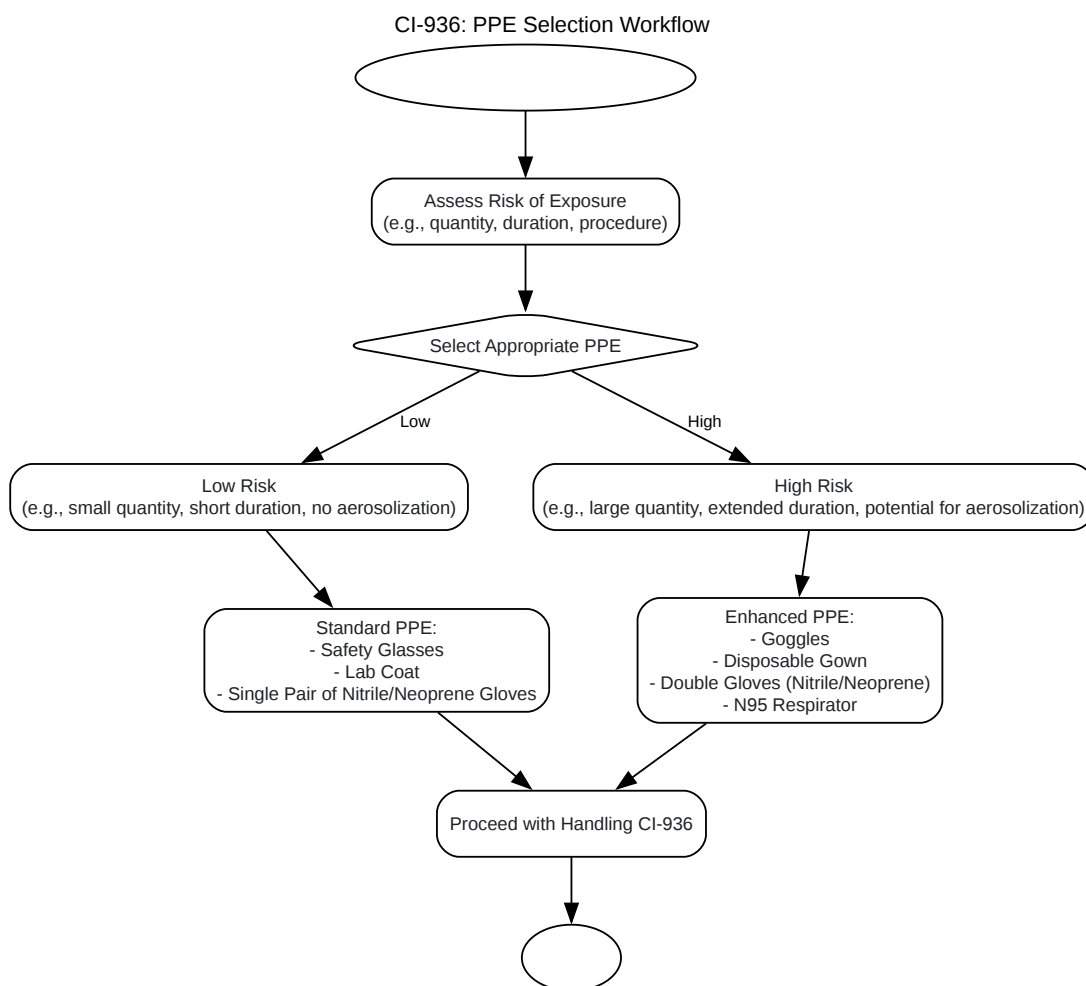 CI-936: PPE Selection Workflow
Assess Risk of Exposure
(e.g., quantity, duration, procedure)
Select Appropriate PPE
Low
High
Low Risk
(e.g., small quantity, short duration, no aerosolization)
High Risk
(e.g., large quantity, extended duration, potential for aerosolization)
Standard PPE:
- Safety Glasses
- Lab Coat
- Single Pair of Nitrile/Neoprene Gloves
Enhanced PPE:
- Goggles
- Disposable Gown
- Double Gloves (Nitrile/Neoprene)
- N95 Respirator
Proceed with Handling CI-936